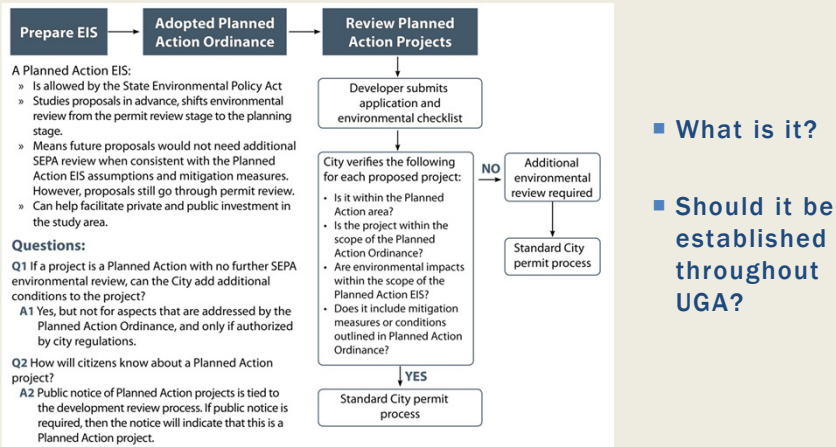 Prepare EIS
Adopted Planned
Action Ordinance
Review Planned
Action Projects
A Planned Action EIS:
» Is allowed by the State Environmental Policy Act
» Studies proposals in advance, shifts environmental
review from the permit review stage to the planning
stage.
» Means future proposals would not need additional
SEPA review when consistent with the Planned
Action EIS assumptions and mitigation measures.
However, proposals still go through permit review.
» Can help facilitate private and public investment in
the study area.
Questions:
Q1 If a project is a Planned Action with no further SEPA
environmental review, can the City add additional
conditions to the project?
A1 Yes, but not for aspects that are addressed by the
Planned Action Ordinance, and only if authorized
by city regulations.
Q2 How will citizens know about a Planned Action
project?
A2 Public notice of Planned Action projects is tied to
the development review process. If public notice is
required, then the notice will indicate that this is a
Planned Action project.
Developer submits
application and
environmental checklist
City verifies the following
for each proposed project:
• Is it within the Planned
Action area?
• Is the project within the
scope of the Planned
Action Ordinance?
• Are environmental impacts
within the scope of the
Planned Action EIS?
• Does it include mitigation
measures or conditions
outlined in Planned Action
Ordinance?
NO
Additional
environmental
review required
Standard City
permit process
YES
Standard City permit
process
▪ What is it?
▪ Should it be
established
throughout
UGA?